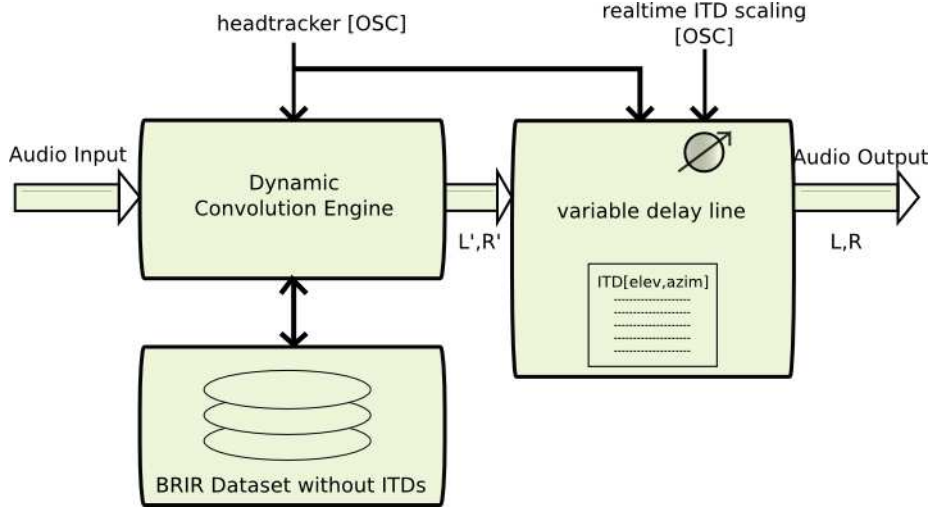 headtracker [OSC]
realtime ITD scaling
[OSC]
Audio Input
Dynamic
Convolution Engine
L',R'
variable delay line
Audio Output
L,R
ITD[elev,azim]
BRIR Dataset without ITDs